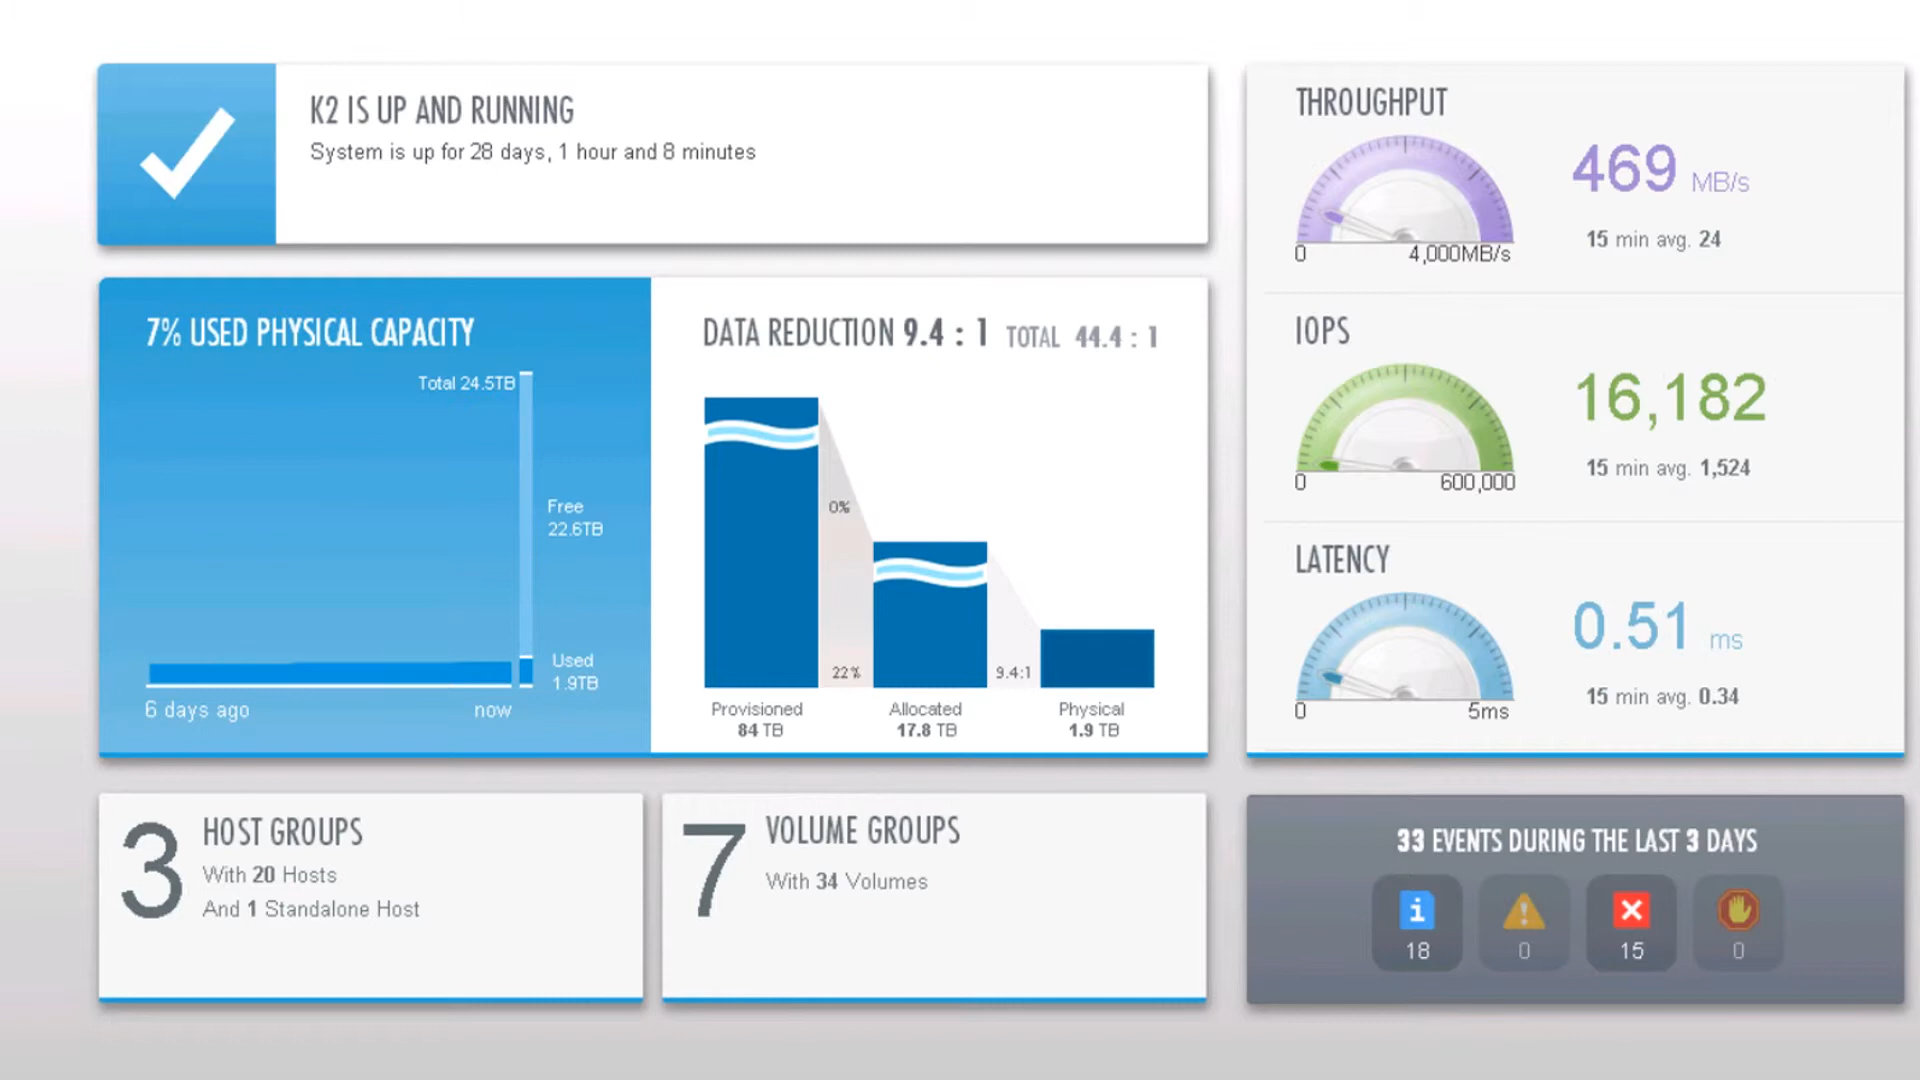 K2 IS UP AND RUNNING
System is up for 28 days, 1 hour and 8 minutes
7% USED PHYSICAL CAPACITY
Total 24.5TB
Free
22.6TB
Used
1.9TB
6 days ago now
DATA REDUCTION 9.4 : 1 TOTAL 44.4 : 1
0%
22% 9.4:1
Provisioned Allocated Physical
84 TB 17.8 TB 1.9 TB
THROUGHPUT
469 MB/s
15 min avg. 24
0 4,000MB/s
IOPS
16,182
15 min avg. 1,524
0 600,000
LATENCY
0.51 ms
15 min avg. 0.34
0 5ms
3 HOST GROUPS
With 20 Hosts
And 1 Standalone Host
7 VOLUME GROUPS
With 34 Volumes
33 EVENTS DURING THE LAST 3 DAYS
i
18 0 15 0